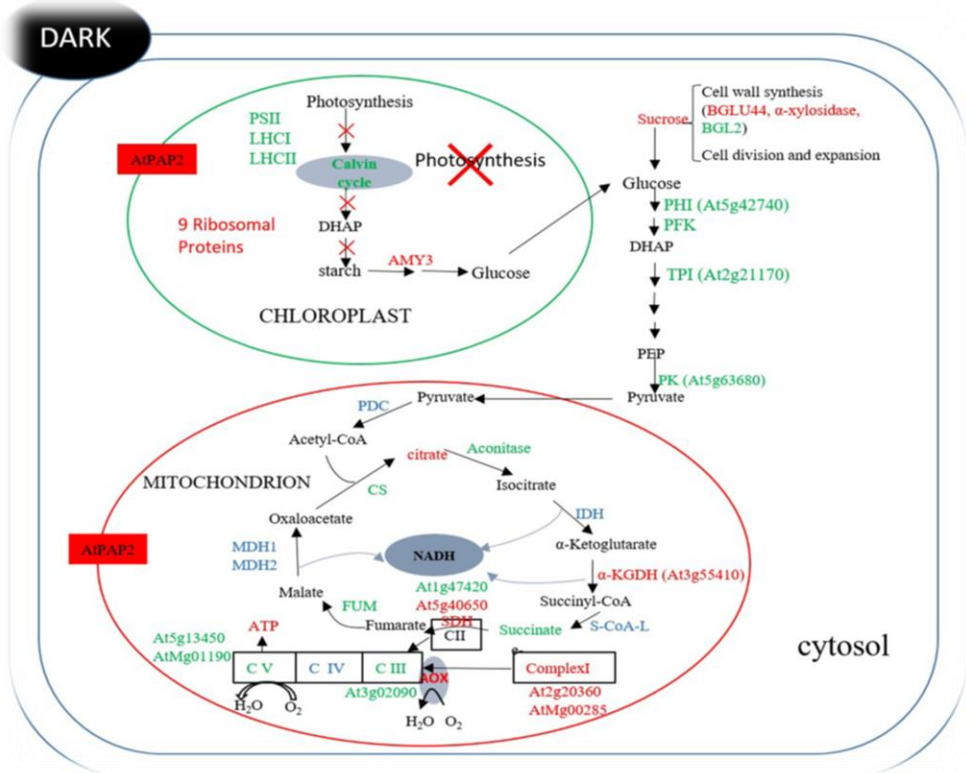 DARK
Photosynthesis
PSII
LHCI
LHCII
Calvin
cycle
Photosynthesis
AtPAP2
9 Ribosomal
Proteins
DHAP
starch
AMY3
Glucose
CHLOROPLAST
Sucrose
Cell wall synthesis
(BGLU44, α-xylosidase,
BGL2)
Cell division and expansion
Glucose
PHI (At5g42740)
PFK
DHAP
TPI (At2g21170)
PEP
PK (At5g63680)
Pyruvate
Pyruvate
PDC
Acetyl-CoA
citrate
Aconitase
MITOCHONDRION
CS
Isocitrate
Oxaloacetate
IDH
AtPAP2
MDH1
MDH2
NADH
α-Ketoglutarate
α-KGDH (At3g55410)
Malate
At1g47420
At5g40650
SDH
Succinyl-CoA
FUM
Fumarate
CII
Succinate
S-CoA-L
At5g13450
AtMg01190
ATP
C V
C IV
C III
AOX
e-
ComplexI
At3g02090
At2g20360
AtMg00285
H2O
O2
H2O
O2
cytosol